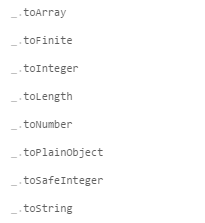 _.toArray
_.toFinite
_.toInteger
_.toLength
_.toNumber
_.toPlainObject
_.toSafeInteger
_.toString